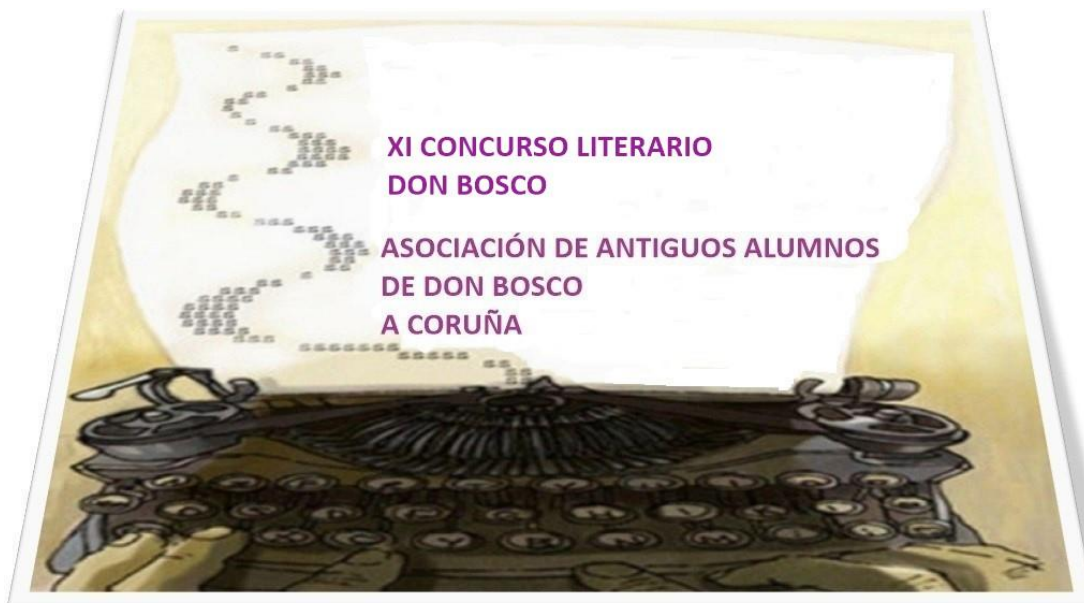 XI CONCURSO LITERARIO
DON BOSCO
ASOCIACIÓN DE ANTIGUOS ALUMNOS
DE DON BOSCO
A CORUÑA